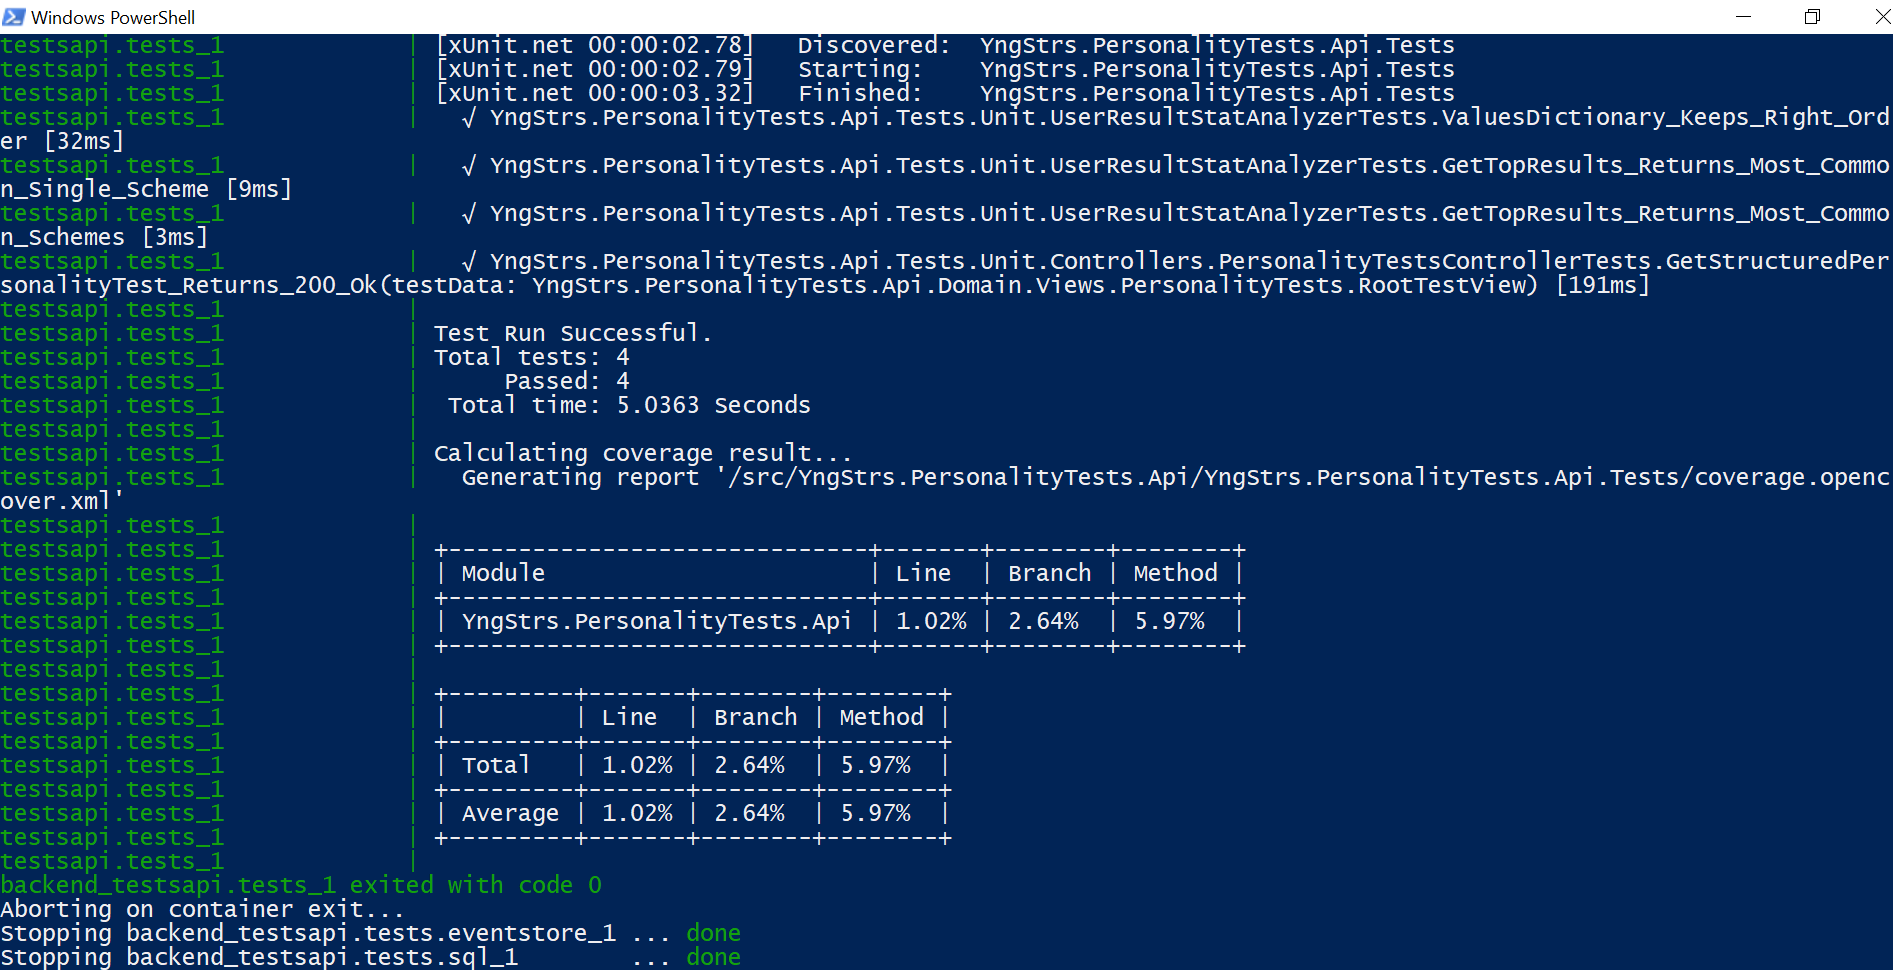 Windows PowerShell
testsapi.tests_1 | [xUnit.net 00:00:02.78]   Discovered:  YngStrs.PersonalityTests.Api.Tests
testsapi.tests_1 | [xUnit.net 00:00:02.79]   Starting:    YngStrs.PersonalityTests.Api.Tests
testsapi.tests_1 | [xUnit.net 00:00:03.32]   Finished:    YngStrs.PersonalityTests.Api.Tests
testsapi.tests_1 |   √ YngStrs.PersonalityTests.Api.Tests.Unit.UserResultStatAnalyzerTests.ValuesDictionary_Keeps_Right_Ord
er [32ms]
testsapi.tests_1 |   √ YngStrs.PersonalityTests.Api.Tests.Unit.UserResultStatAnalyzerTests.GetTopResults_Returns_Most_Commo
n_Single_Scheme [9ms]
testsapi.tests_1 |   √ YngStrs.PersonalityTests.Api.Tests.Unit.UserResultStatAnalyzerTests.GetTopResults_Returns_Most_Commo
n_Schemes [3ms]
testsapi.tests_1 |   √ YngStrs.PersonalityTests.Api.Tests.Unit.Controllers.PersonalityTestsControllerTests.GetStructuredPer
sonalityTest_Returns_200_Ok(testData: YngStrs.PersonalityTests.Api.Domain.Views.PersonalityTests.RootTestView) [191ms]
testsapi.tests_1 |
testsapi.tests_1 | Test Run Successful.
testsapi.tests_1 | Total tests: 4
testsapi.tests_1 |      Passed: 4
testsapi.tests_1 |  Total time: 5.0363 Seconds
testsapi.tests_1 |
testsapi.tests_1 | Calculating coverage result...
testsapi.tests_1 |   Generating report '/src/YngStrs.PersonalityTests.Api/YngStrs.PersonalityTests.Api.Tests/coverage.openc
over.xml'
testsapi.tests_1 |
testsapi.tests_1 | +------------------------------+-------+--------+--------+
testsapi.tests_1 | | Module                       | Line  | Branch | Method |
testsapi.tests_1 | +------------------------------+-------+--------+--------+
testsapi.tests_1 | | YngStrs.PersonalityTests.Api | 1.02% | 2.64%  | 5.97%  |
testsapi.tests_1 | +------------------------------+-------+--------+--------+
testsapi.tests_1 |
testsapi.tests_1 | +---------+-------+--------+--------+
testsapi.tests_1 | |         | Line  | Branch | Method |
testsapi.tests_1 | +---------+-------+--------+--------+
testsapi.tests_1 | | Total   | 1.02% | 2.64%  | 5.97%  |
testsapi.tests_1 | +---------+-------+--------+--------+
testsapi.tests_1 | | Average | 1.02% | 2.64%  | 5.97%  |
testsapi.tests_1 | +---------+-------+--------+--------+
testsapi.tests_1 |
backend_testsapi.tests_1 exited with code 0
Aborting on container exit...
Stopping backend_testsapi.tests.eventstore_1 ... done
Stopping backend_testsapi.tests.sql_1        ... done